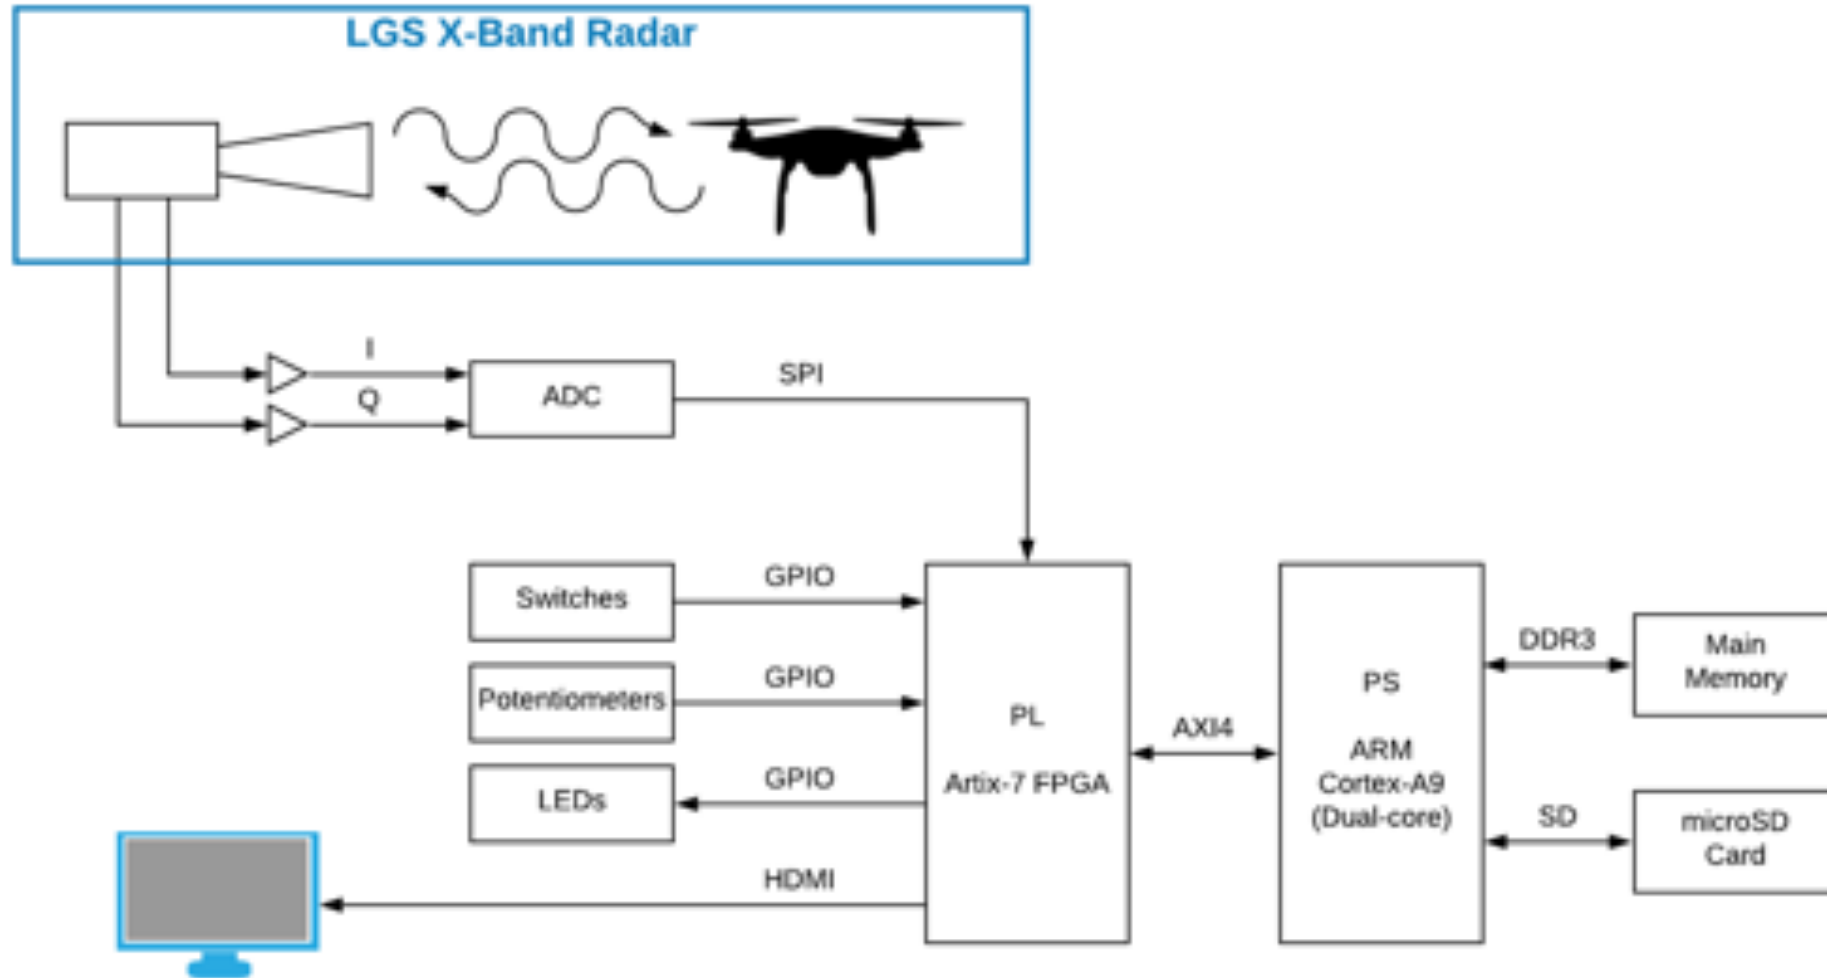 LGS X-Band Radar
I
Q
ADC
SPI
Switches
GPIO
Potentiometers
GPIO
LEDs
GPIO
HDMI
PL
Artix-7 FPGA
AXI4
PS
ARM
Cortex-A9
(Dual-core)
DDR3
Main
Memory
SD
microSD
Card